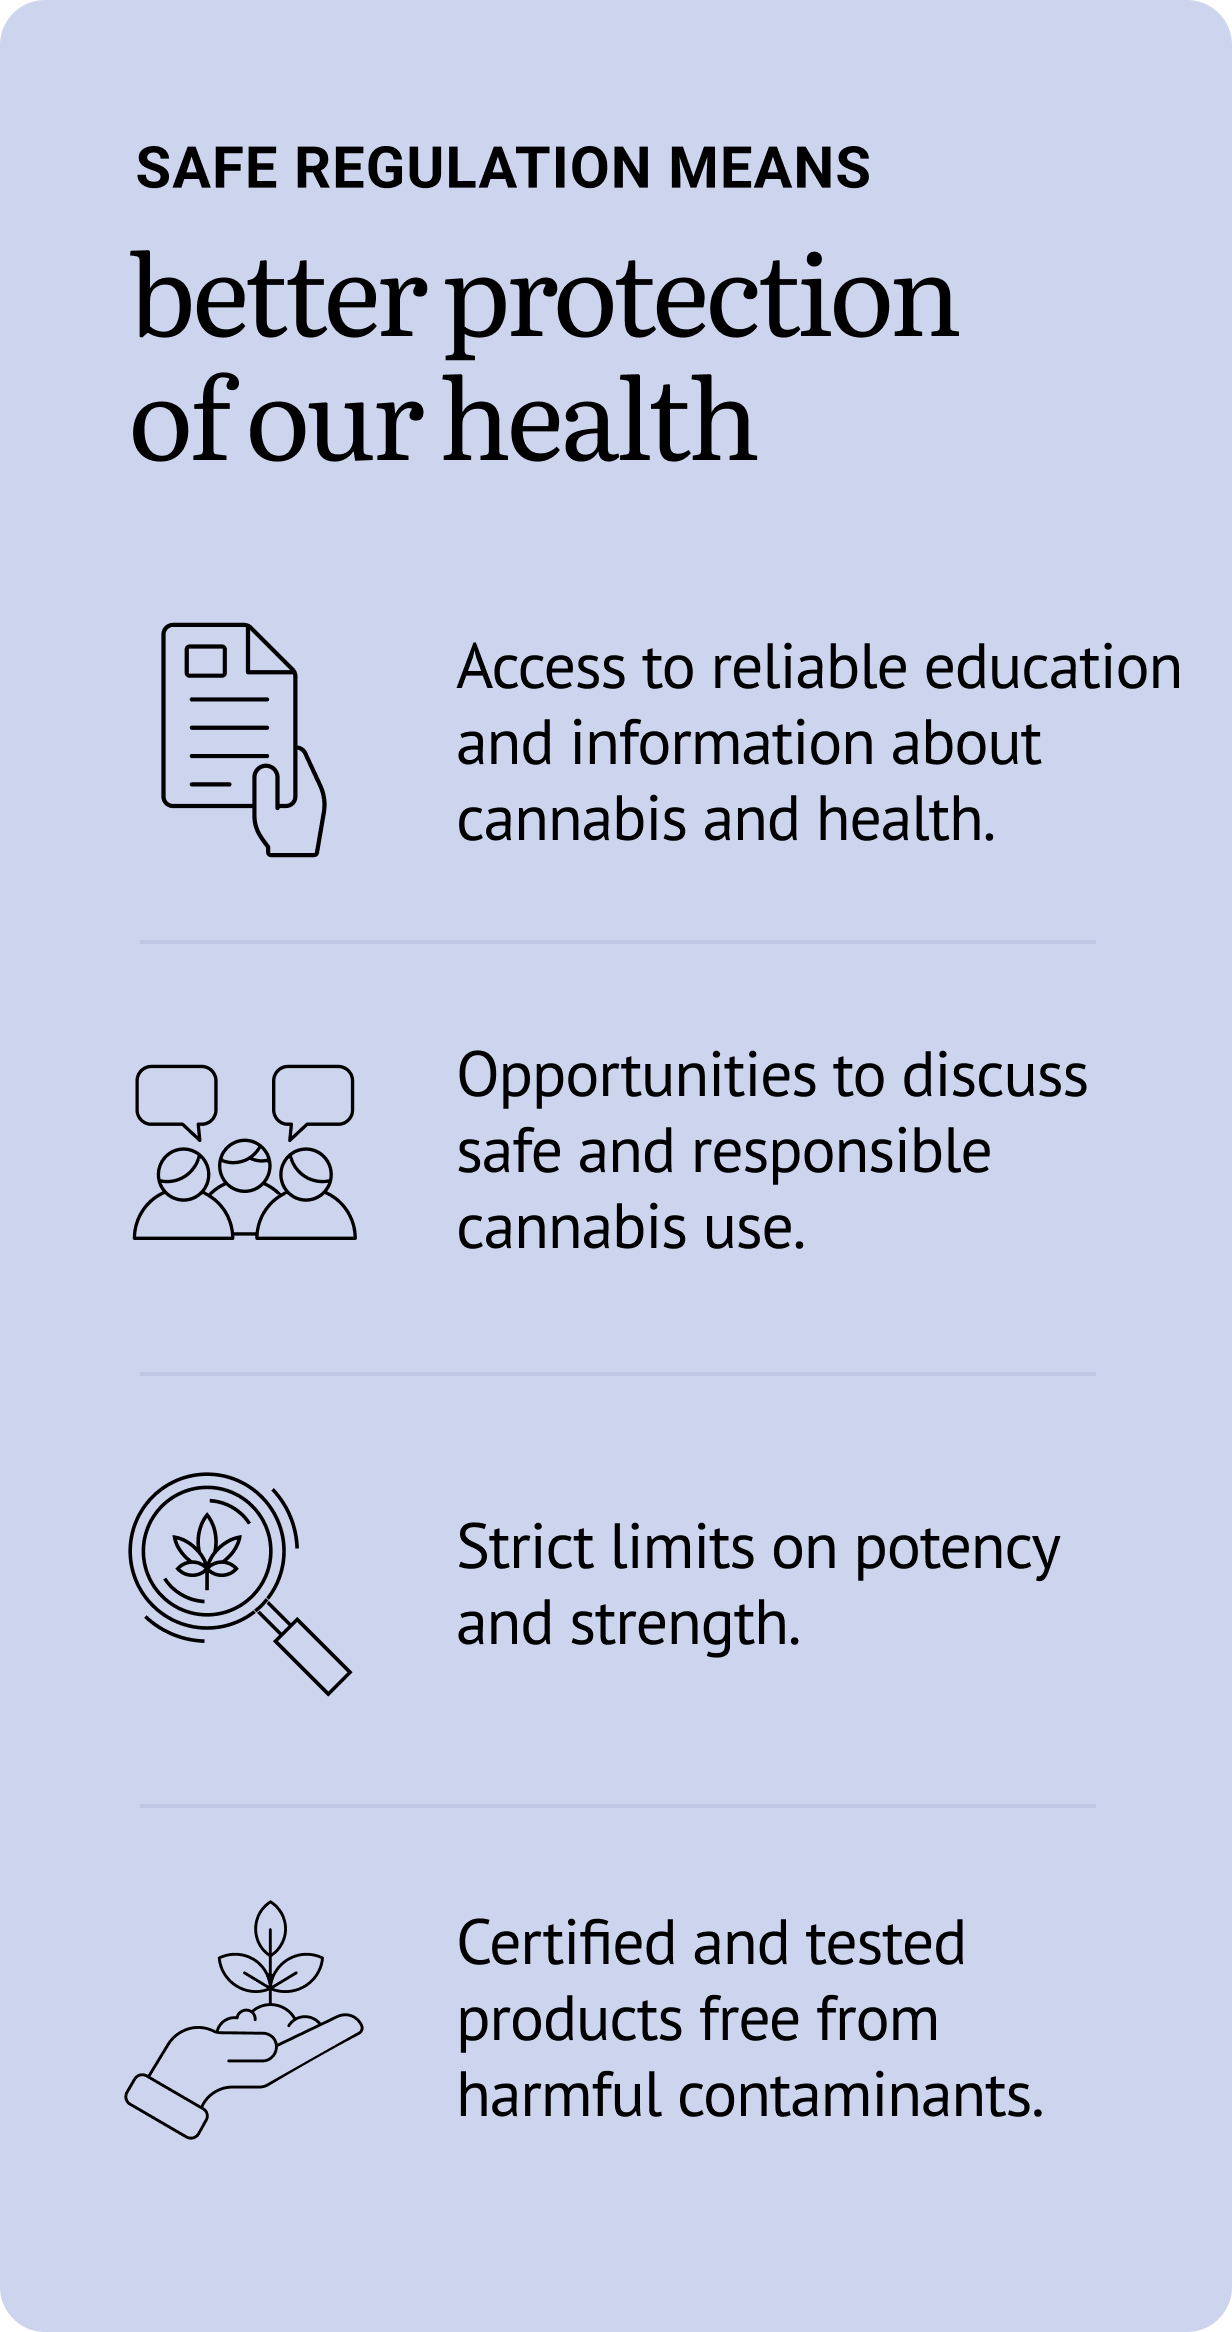 SAFE REGULATION MEANS
better protection
of our health
Access to reliable education
and information about
cannabis and health.
Opportunities to discuss
safe and responsible
cannabis use.
Strict limits on potency
and strength.
Certified and tested
products free from
harmful contaminants.